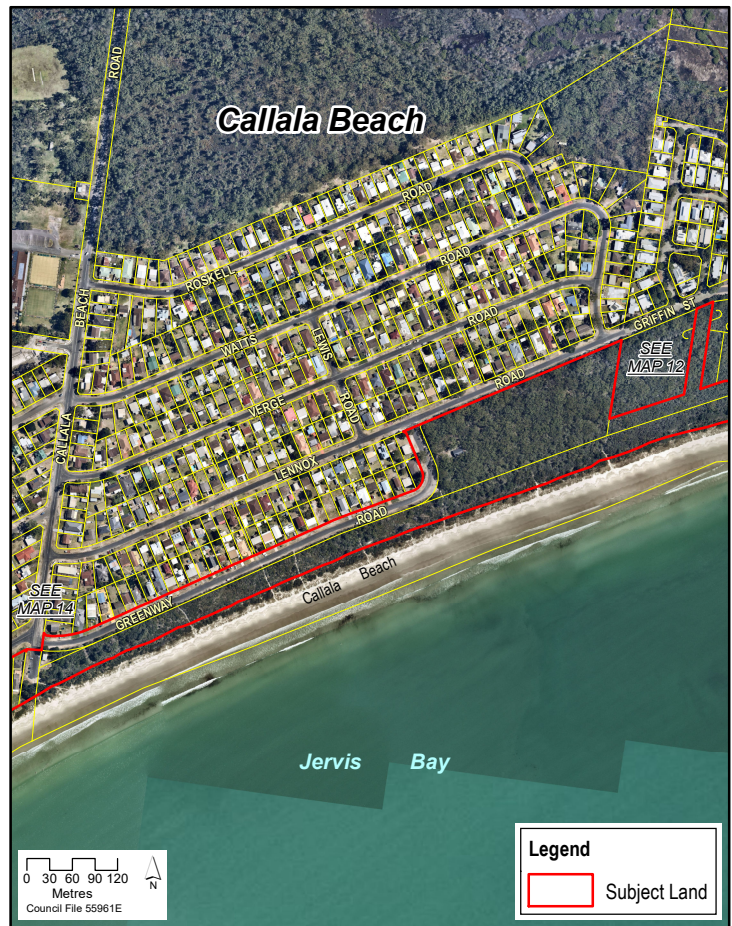 ROAD
Callala Beach
ROAD
ROSKELL
ROAD
BEACH
WATTS
LEWIS
ROAD
GRIFFIN ST
SEE
MAP 12
VERGE
ROAD
ROAD
CALLALA
LENNOX
ROAD
Callala Beach
SEE
MAP 14
GREENWAY
Jervis Bay
0 30 60 90 120
Metres
N
Council File 55961E
Legend
Subject Land